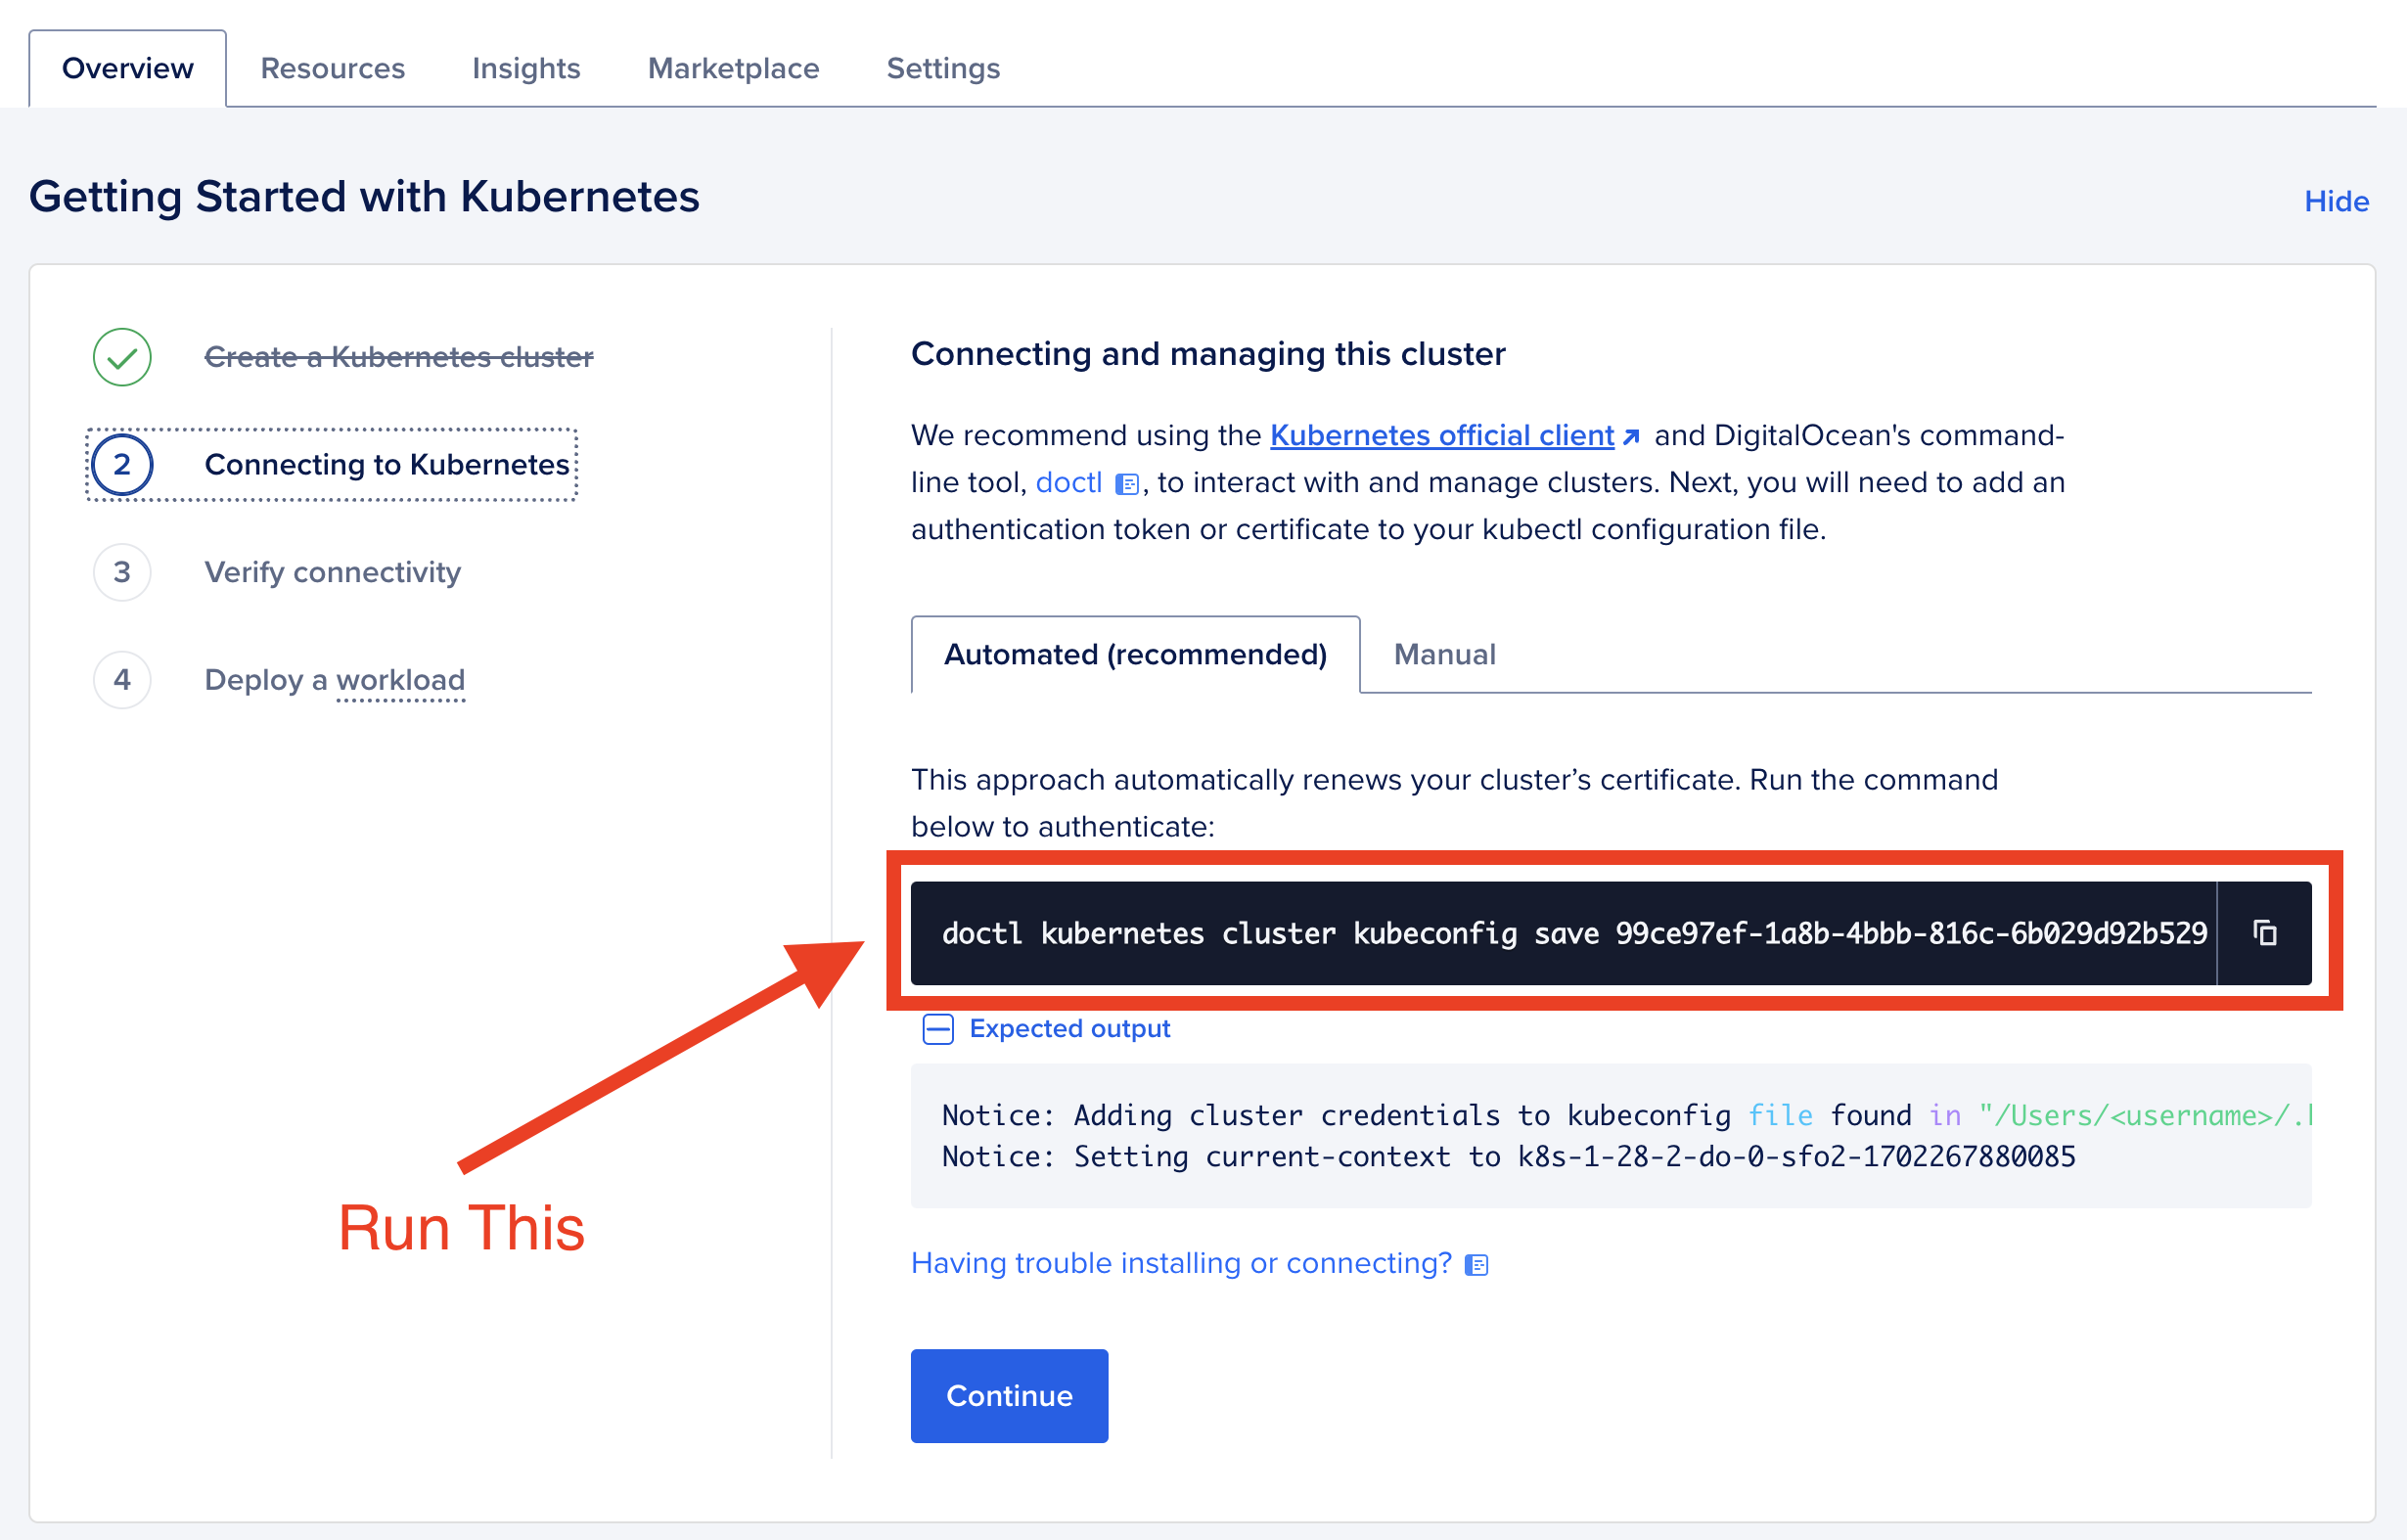 Overview Resources Insights Marketplace Settings
Getting Started with Kubernetes
Hide
Create a Kubernetes cluster
2 Connecting to Kubernetes
3 Verify connectivity
4 Deploy a workload
Connecting and managing this cluster
We recommend using the Kubernetes official client and DigitalOcean's command-
line tool, doctl , to interact with and manage clusters. Next, you will need to add an
authentication token or certificate to your kubectl configuration file.
Automated (recommended) Manual
This approach automatically renews your cluster’s certificate. Run the command
below to authenticate:
doctl kubernetes cluster kubeconfig save 99ce97ef-1a8b-4bbb-816c-6b029d92b529
Expected output
Notice: Adding cluster credentials to kubeconfig file found in "/Users/<username>/.
Notice: Setting current-context to k8s-1-28-2-do-0-sfo2-1702267880085
Run This
Having trouble installing or connecting?
Continue